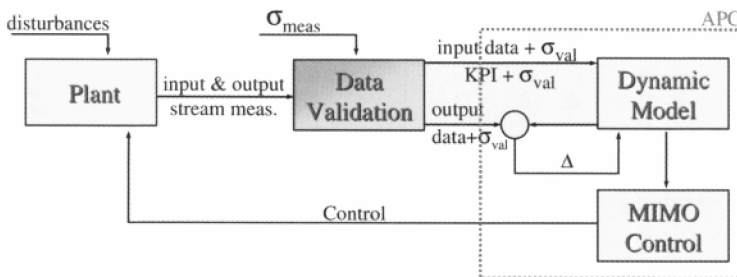 disturbances
σmeas
APC
Plant
input & output
stream meas.
Data
Validation
input data + σval
KPI + σval
output
data+σval
Δ
Dynamic
Model
Control
MIMO
Control